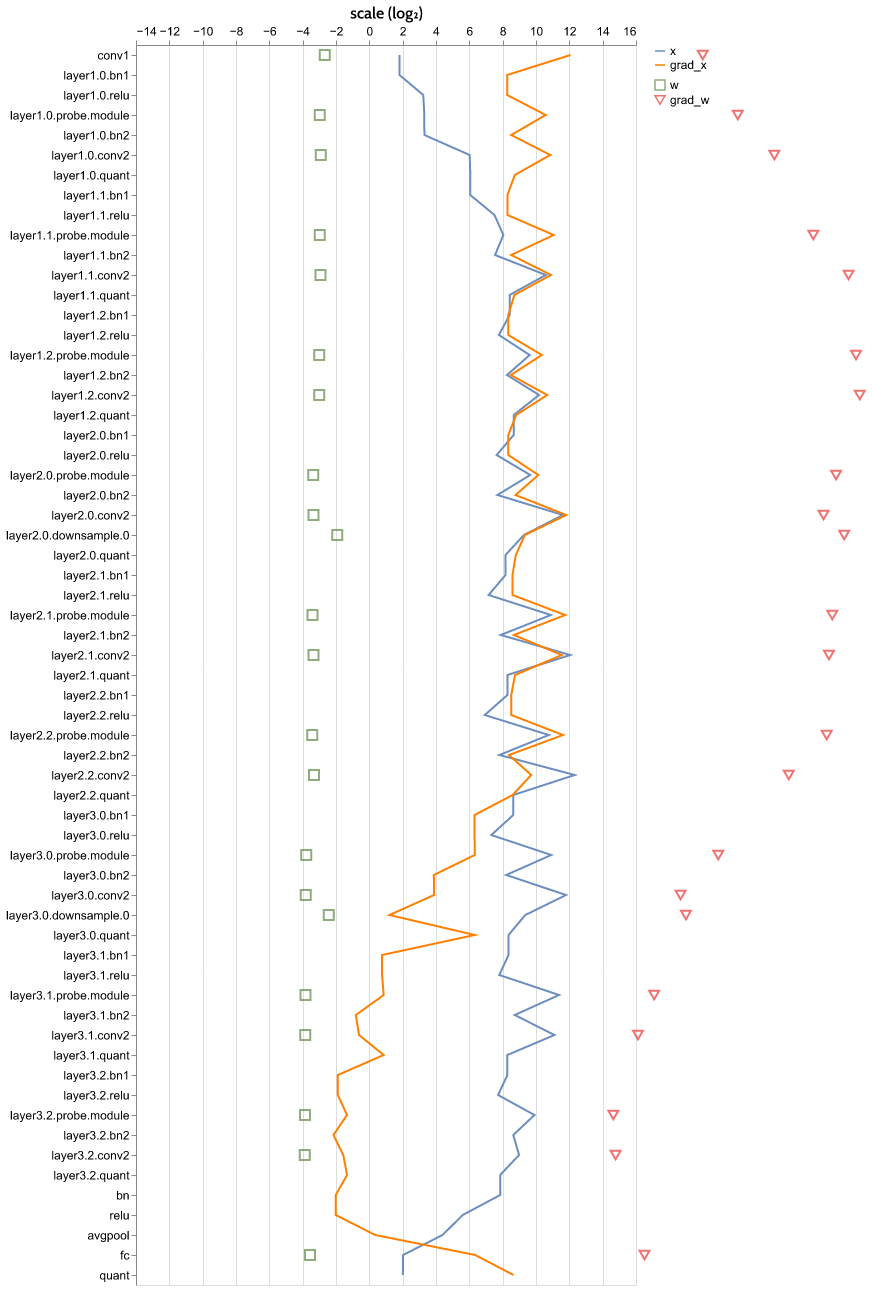 scale (log₂)
−14 −12 −10 −8 −6 −4 −2 0 2 4 6 8 10 12 14 16
x
grad_x
w
grad_w
conv1
layer1.0.bn1
layer1.0.relu
layer1.0.probe.module
layer1.0.bn2
layer1.0.conv2
layer1.0.quant
layer1.1.bn1
layer1.1.relu
layer1.1.probe.module
layer1.1.bn2
layer1.1.conv2
layer1.1.quant
layer1.2.bn1
layer1.2.relu
layer1.2.probe.module
layer1.2.bn2
layer1.2.conv2
layer1.2.quant
layer2.0.bn1
layer2.0.relu
layer2.0.probe.module
layer2.0.bn2
layer2.0.conv2
layer2.0.downsample.0
layer2.0.quant
layer2.1.bn1
layer2.1.relu
layer2.1.probe.module
layer2.1.bn2
layer2.1.conv2
layer2.1.quant
layer2.2.bn1
layer2.2.relu
layer2.2.probe.module
layer2.2.bn2
layer2.2.conv2
layer2.2.quant
layer3.0.bn1
layer3.0.relu
layer3.0.probe.module
layer3.0.bn2
layer3.0.conv2
layer3.0.downsample.0
layer3.0.quant
layer3.1.bn1
layer3.1.relu
layer3.1.probe.module
layer3.1.bn2
layer3.1.conv2
layer3.1.quant
layer3.2.bn1
layer3.2.relu
layer3.2.probe.module
layer3.2.bn2
layer3.2.conv2
layer3.2.quant
bn
relu
avgpool
fc
quant